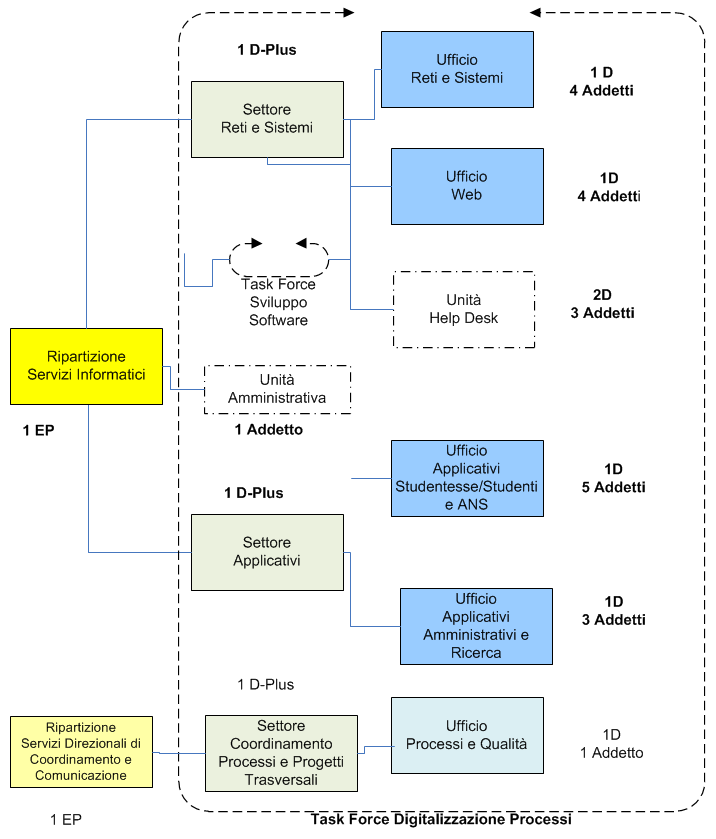 1 D-Plus
Ufficio
Reti e Sistemi
1 D
4 Addetti
Settore
Reti e Sistemi
Ufficio
Web
1D
4 Addetti
Task Force
Sviluppo
Software
Unità
Help Desk
2D
3 Addetti
Ripartizione
Servizi Informatici
1 EP
Unità
Amministrativa
1 Addetto
Ufficio
Applicativi
Studentesse/Studenti
e ANS
1D
5 Addetti
1 D-Plus
Settore
Applicativi
Ufficio
Applicativi
Amministrativi e
Ricerca
1D
3 Addetti
1 D-Plus
Ripartizione
Servizi Direzionali di
Coordinamento e
Comunicazione
Settore
Coordinamento
Processi e Progetti
Trasversali
Ufficio
Processi e Qualità
1D
1 Addetto
1 EP
Task Force Digitalizzazione Processi